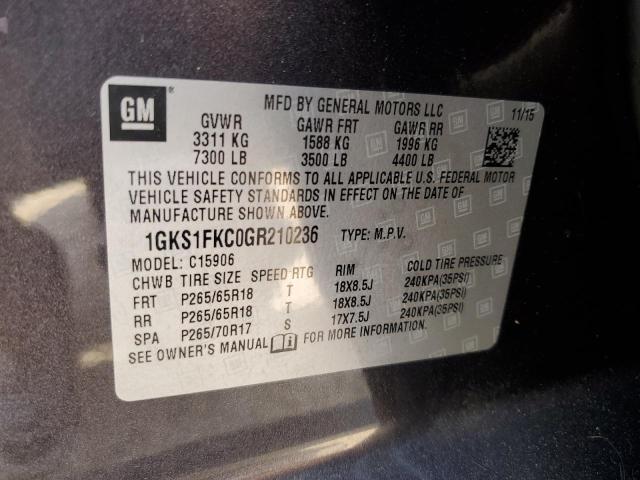 GM
MFD BY GENERAL MOTORS LLC 11/15
GVWR GAWR FRT GAWR RR
3311 KG 1588 KG 1996 KG
7300 LB 3500 LB 4400 LB
THIS VEHICLE CONFORMS TO ALL APPLICABLE U.S. FEDERAL MOTOR
VEHICLE SAFETY STANDARDS IN EFFECT ON THE DATE OF
MANUFACTURE SHOWN ABOVE.
1GKS1FKC0GR210236 TYPE: M.P.V.
MODEL: C15906
CHWB TIRE SIZE SPEED RTG RIM COLD TIRE PRESSURE
FRT P265/65R18 T 18X8.5J 240KPA(35PSI)
RR P265/65R18 T 18X8.5J 240KPA(35PSI)
SPA P265/70R17 S 17X7.5J 240KPA(35PSI)
SEE OWNER'S MANUAL FOR MORE INFORMATION.